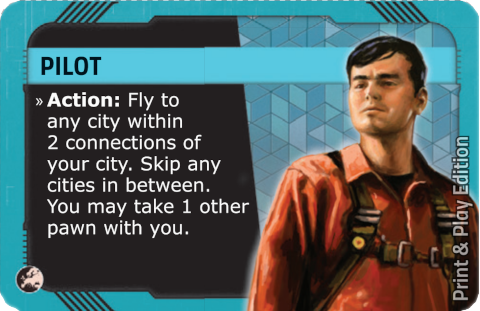 PILOT
» Action: Fly to
any city within
2 connections of
your city. Skip any
cities in between.
You may take 1 other
pawn with you.
Print & Play Edition